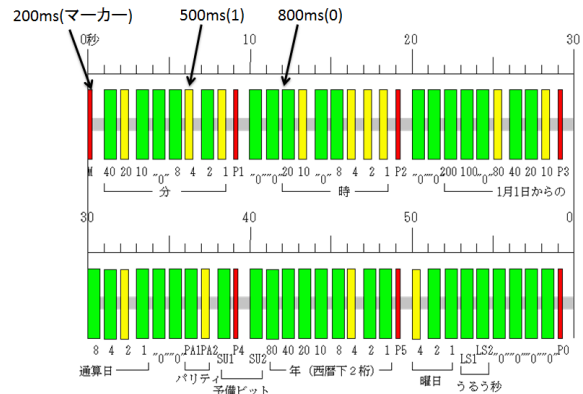 200ms(マーカー) 500ms(1) 800ms(0)
0秒 10 20 30
M 40 20 10 "0" 8 4 2 1 P1 "0" "0" 20 10 "0" 8 4 2 1 P2 "0" "0" 200 100 "0" 80 40 20 10 P3
分 時 1月1日からの
30 40 50 0
8 4 2 1 "0" "0" PA1 PA2 SU1 P4 SU2 80 40 20 10 8 4 2 1 P5 4 2 1 LS1 LS2 "0" "0" "0" "0" P0
通算日 パリティ 予備ビット 年(西暦下2桁) 曜日 うるう秒